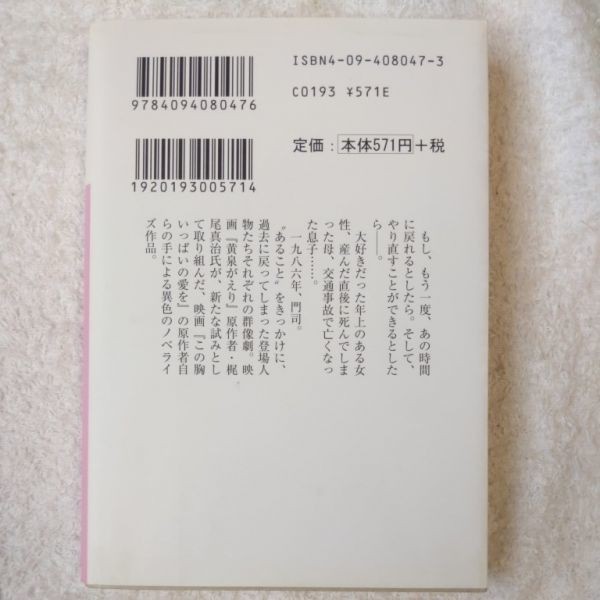 ISBN4-09-408047-3
9784094080476
C0193 ¥571E
定価：本体571円+税
1920193005714
もし、もう一度、あの時間
に戻れるとしたら。そして、
やり直すことができるとした
ら――。
大好きだった年上のある女
性、産んだ直後に死んでしま
った母、交通事故で亡くなっ
た息子……。
一九八六年、門司。
“あること”をきっかけに、
過去に戻ってしまった登場人
物たちそれぞれの群像劇。映
画『黄泉がえり』原作者・梶
尾真治氏が、新たな試みとし
て取り組んだ、映画『この胸
いっぱいの愛を』の原作者自
らの手による異色のノベライ
ズ作品。